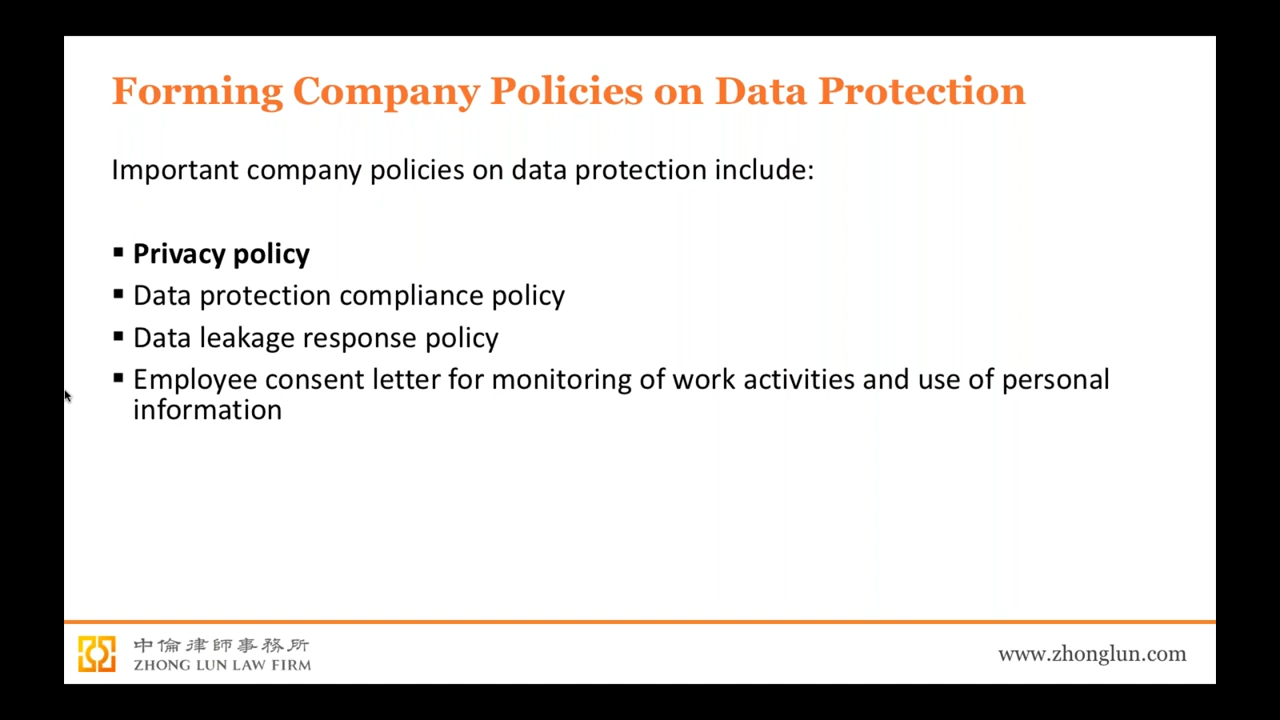 Forming Company Policies on Data Protection
Important company policies on data protection include:
▪ Privacy policy
▪ Data protection compliance policy
▪ Data leakage response policy
▪ Employee consent letter for monitoring of work activities and use of personal
information
中倫律師事務所
ZHONG LUN LAW FIRM
www.zhonglun.com